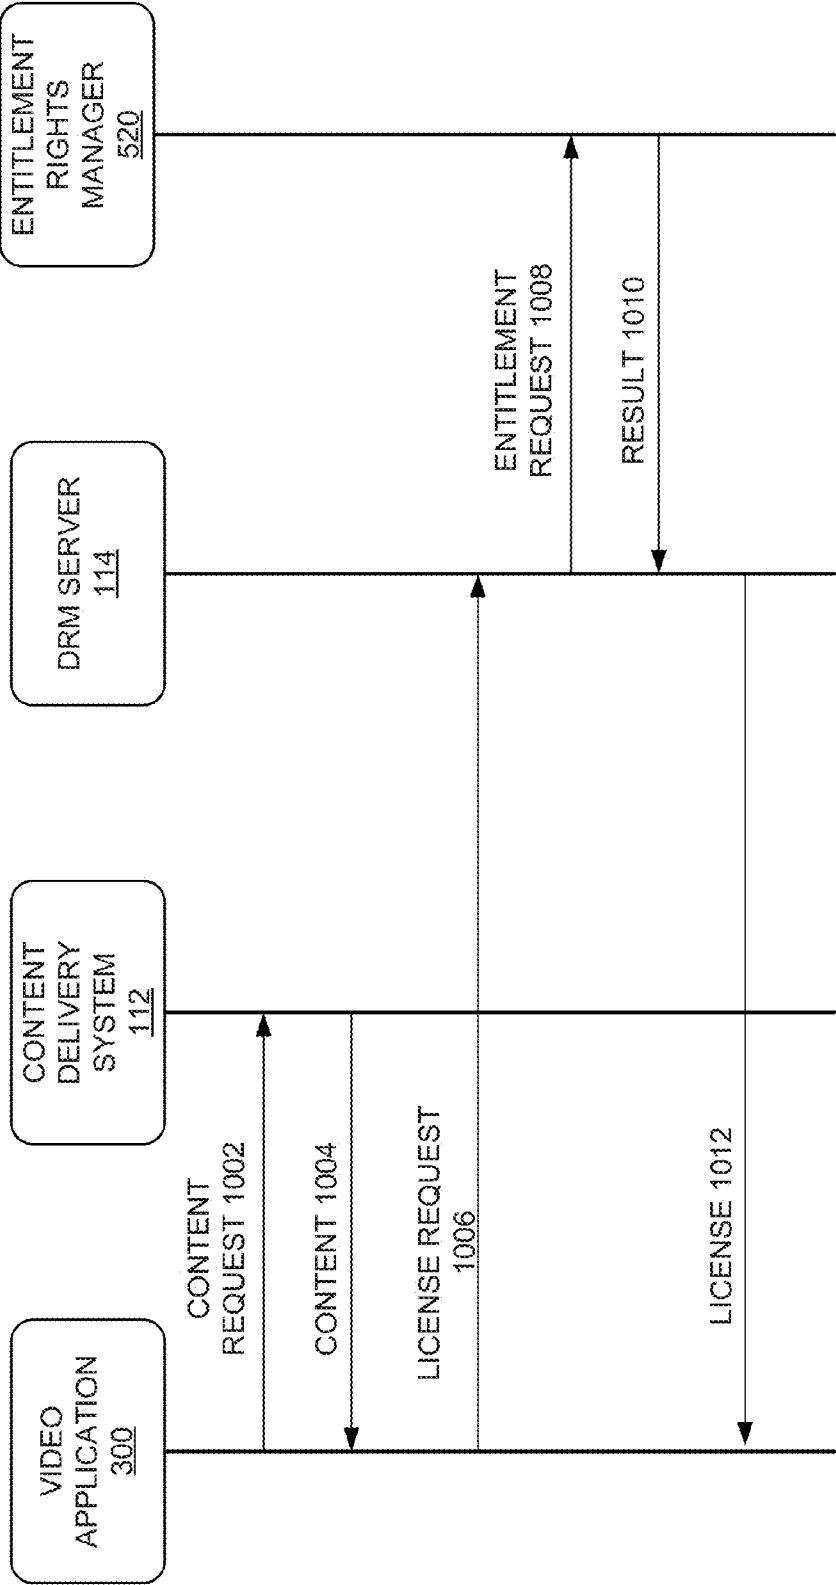 VIDEO
APPLICATION
300
CONTENT
DELIVERY
SYSTEM
112
DRM SERVER
114
ENTITLEMENT
RIGHTS
MANAGER
520
CONTENT
REQUEST 1002
CONTENT 1004
LICENSE REQUEST
1006
ENTITLEMENT
REQUEST 1008
RESULT 1010
LICENSE 1012